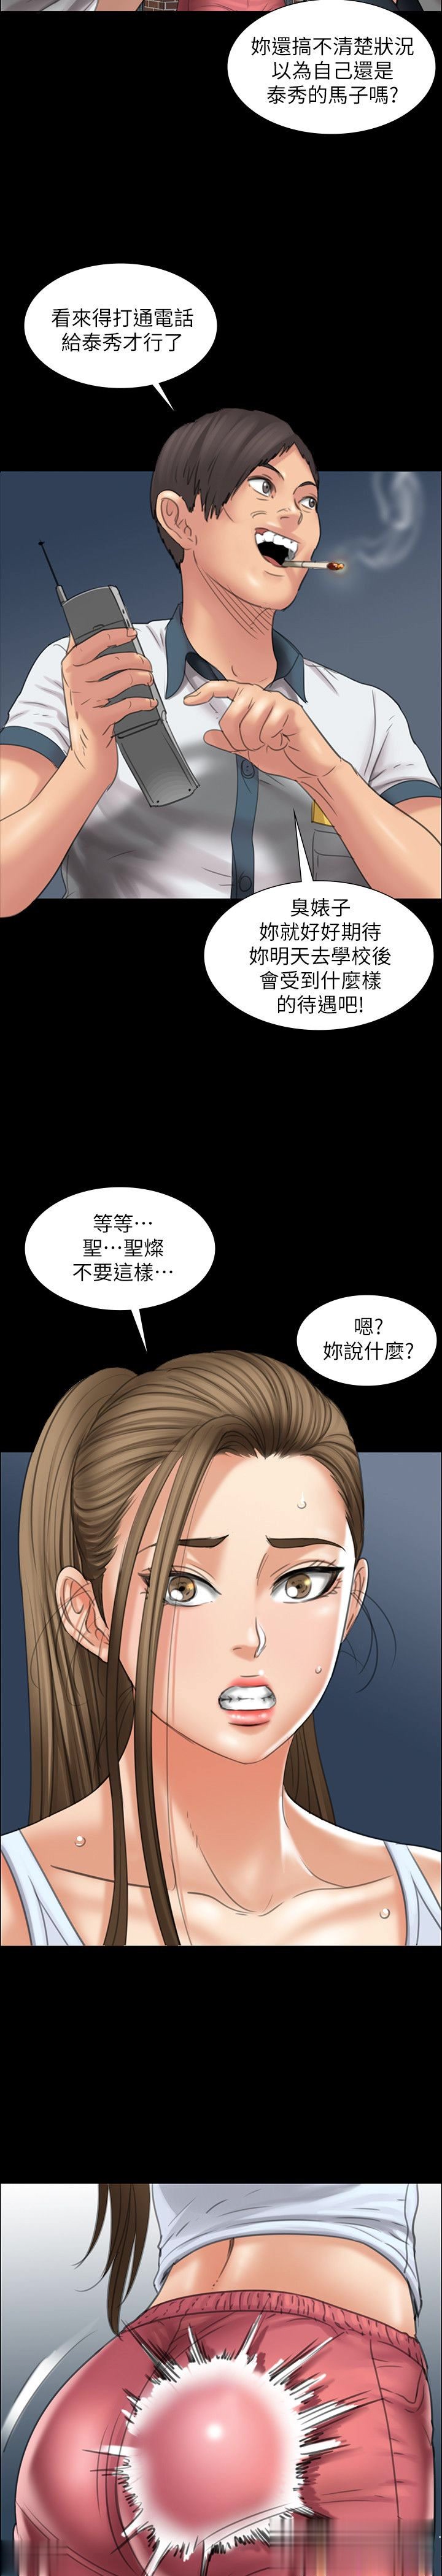 妳還搞不清楚狀況
以為自己還是
泰秀的馬子嗎?
看來得打通電話
給泰秀才行了
臭婊子
妳就好好期待
妳明天去學校後
會受到什麼樣
的待遇吧!
等等⋯
聖⋯聖燦
不要這樣⋯
嗯?
妳說什麼?